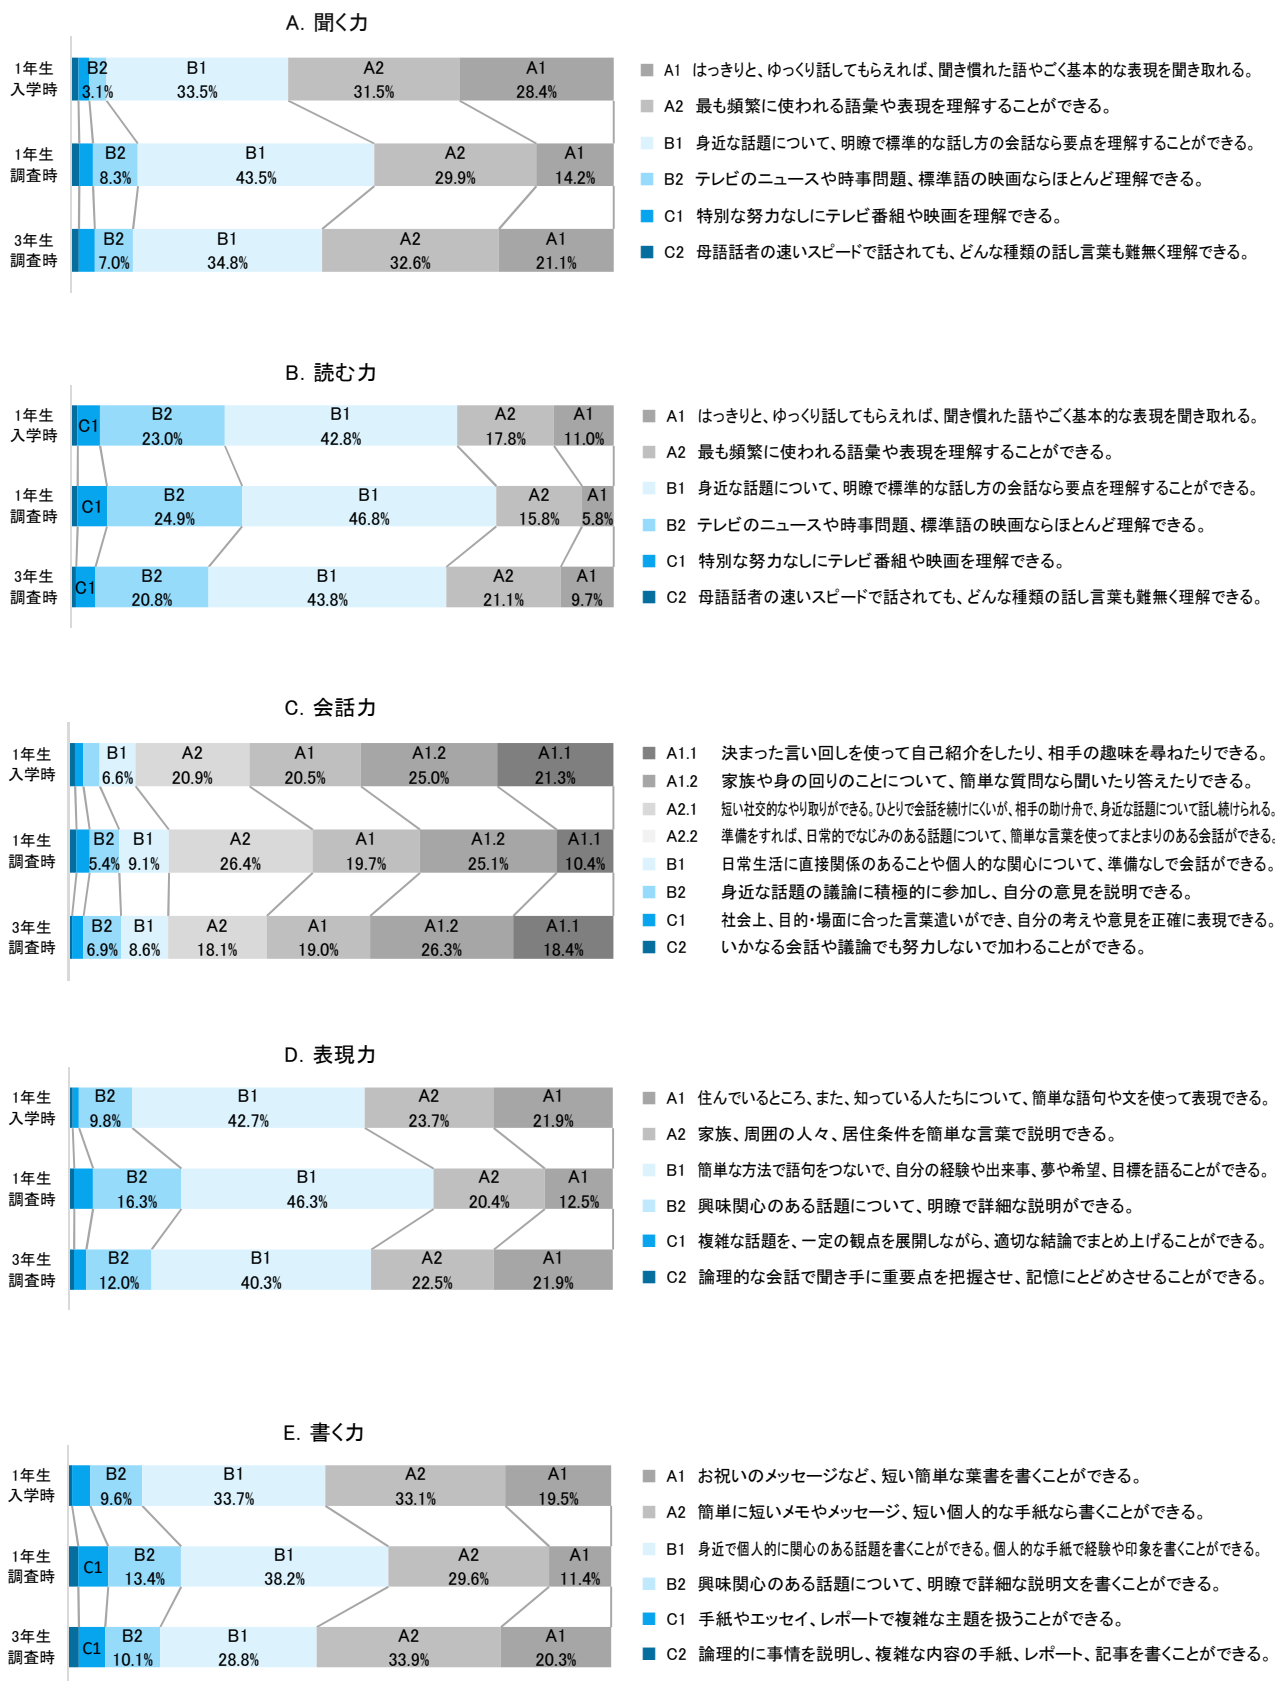 A. 聞く力
1年生
入学時
B2 B1 A2 A1
3.1% 33.5% 31.5% 28.4%
1年生
調査時
B2 B1 A2 A1
8.3% 43.5% 29.9% 14.2%
3年生
調査時
B2 B1 A2 A1
7.0% 34.8% 32.6% 21.1%
A1 はっきりと、ゆっくり話してもらえれば、聞き慣れた語やごく基本的な表現を聞き取れる。
A2 最も頻繁に使われる語彙や表現を理解することができる。
B1 身近な話題について、明瞭で標準的な話し方の会話なら要点を理解することができる。
B2 テレビのニュースや時事問題、標準語の映画ならほとんど理解できる。
C1 特別な努力なしにテレビ番組や映画を理解できる。
C2 母語話者の速いスピードで話されても、どんな種類の話し言葉も難無く理解できる。
B. 読む力
1年生
入学時
C1 B2 B1 A2 A1
23.0% 42.8% 17.8% 11.0%
1年生
調査時
C1 B2 B1 A2 A1
24.9% 46.8% 15.8% 5.8%
3年生
調査時
C1 B2 B1 A2 A1
20.8% 43.8% 21.1% 9.7%
A1 はっきりと、ゆっくり話してもらえれば、聞き慣れた語やごく基本的な表現を聞き取れる。
A2 最も頻繁に使われる語彙や表現を理解することができる。
B1 身近な話題について、明瞭で標準的な話し方の会話なら要点を理解することができる。
B2 テレビのニュースや時事問題、標準語の映画ならほとんど理解できる。
C1 特別な努力なしにテレビ番組や映画を理解できる。
C2 母語話者の速いスピードで話されても、どんな種類の話し言葉も難無く理解できる。
C. 会話力
1年生
入学時
B1 A2 A1 A1.2 A1.1
6.6% 20.9% 20.5% 25.0% 21.3%
1年生
調査時
B2 B1 A2 A1 A1.2 A1.1
5.4% 9.1% 26.4% 19.7% 25.1% 10.4%
3年生
調査時
B2 B1 A2 A1 A1.2 A1.1
6.9% 8.6% 18.1% 19.0% 26.3% 18.4%
A1.1 決まった言い回しを使って自己紹介をしたり、相手の趣味を尋ねたりできる。
A1.2 家族や身の回りのことについて、簡単な質問なら聞いたり答えたりできる。
A2.1 短い社交的なやり取りができる。ひとりで会話を続けにくいが、相手の助け舟で、身近な話題について話し続けられる。
A2.2 準備をすれば、日常的でなじみのある話題について、簡単な言葉を使ってまとまりのある会話ができる。
B1 日常生活に直接関係のあることや個人的な関心について、準備なしで会話ができる。
B2 身近な話題の議論に積極的に参加し、自分の意見を説明できる。
C1 社会上、目的・場面に合った言葉遣いができ、自分の考えや意見を正確に表現できる。
C2 いかなる会話や議論でも努力しないで加わることができる。
D. 表現力
1年生
入学時
B2 B1 A2 A1
9.8% 42.7% 23.7% 21.9%
1年生
調査時
B2 B1 A2 A1
16.3% 46.3% 20.4% 12.5%
3年生
調査時
B2 B1 A2 A1
12.0% 40.3% 22.5% 21.9%
A1 住んでいるところ、また、知っている人たちについて、簡単な語句や文を使って表現できる。
A2 家族、周囲の人々、居住条件を簡単な言葉で説明できる。
B1 簡単な方法で語句をつないで、自分の経験や出来事、夢や希望、目標を語ることができる。
B2 興味関心のある話題について、明瞭で詳細な説明ができる。
C1 複雑な話題を、一定の観点を展開しながら、適切な結論でまとめ上げることができる。
C2 論理的な会話で聞き手に重要点を把握させ、記憶にとどめさせることができる。
E. 書く力
1年生
入学時
B2 B1 A2 A1
9.6% 33.7% 33.1% 19.5%
1年生
調査時
C1 B2 B1 A2 A1
13.4% 38.2% 29.6% 11.4%
3年生
調査時
C1 B2 B1 A2 A1
10.1% 28.8% 33.9% 20.3%
A1 お祝いのメッセージなど、短い簡単な葉書を書くことができる。
A2 簡単に短いメモやメッセージ、短い個人的な手紙なら書くことができる。
B1 身近で個人的に関心のある話題を書くことができる。個人的な手紙で経験や印象を書くことができる。
B2 興味関心のある話題について、明瞭で詳細な説明文を書くことができる。
C1 手紙やエッセイ、レポートで複雑な主題を扱うことができる。
C2 論理的に事情を説明し、複雑な内容の手紙、レポート、記事を書くことができる。